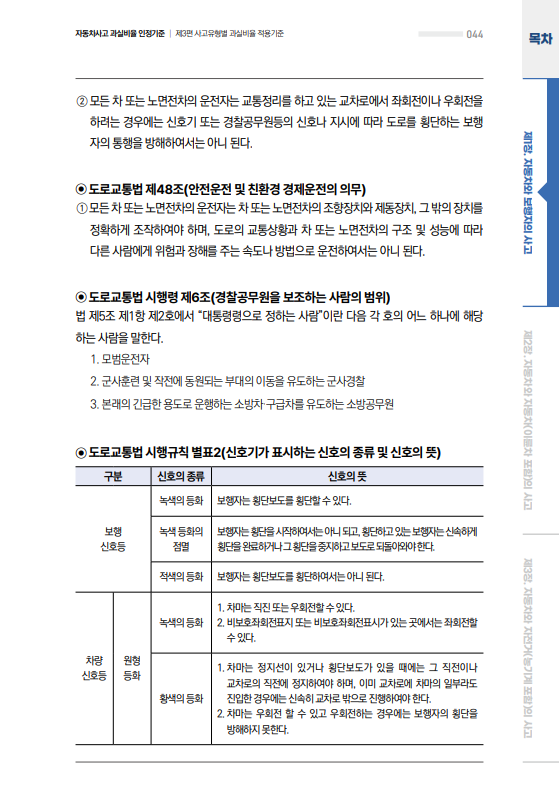 자동차사고 과실비율 인정기준 | 제3편 사고유형별 과실비율 적용기준
044
목차
② 모든 차 또는 노면전차의 운전자는 교통정리를 하고 있는 교차로에서 좌회전이나 우회전을
하려는 경우에는 신호기 또는 경찰공무원등의 신호나 지시에 따라 도로를 횡단하는 보행
자의 통행을 방해하여서는 아니 된다.
◉ 도로교통법 제48조(안전운전 및 친환경 경제운전의 의무)
① 모든 차 또는 노면전차의 운전자는 차 또는 노면전차의 조향장치와 제동장치, 그 밖의 장치를
정확하게 조작하여야 하며, 도로의 교통상황과 차 또는 노면전차의 구조 및 성능에 따라
다른 사람에게 위험과 장해를 주는 속도나 방법으로 운전하여서는 아니 된다.
◉ 도로교통법 시행령 제6조(경찰공무원을 보조하는 사람의 범위)
법 제5조 제1항 제2호에서 “대통령령으로 정하는 사람”이란 다음 각 호의 어느 하나에 해당
하는 사람을 말한다.
1. 모범운전자
2. 군사훈련 및 작전에 동원되는 부대의 이동을 유도하는 군사경찰
3. 본래의 긴급한 용도로 운행하는 소방차·구급차를 유도하는 소방공무원
◉ 도로교통법 시행규칙 별표2(신호기가 표시하는 신호의 종류 및 신호의 뜻)
구분 신호의 종류 신호의 뜻
보행
신호등
녹색의 등화 보행자는 횡단보도를 횡단할 수 있다.
녹색 등화의
점멸
보행자는 횡단을 시작하여서는 아니 되고, 횡단하고 있는 보행자는 신속하게
횡단을 완료하거나 그 횡단을 중지하고 보도로 되돌아와야 한다.
적색의 등화 보행자는 횡단보도를 횡단하여서는 아니 된다.
차량
신호등
원형
등화
녹색의 등화
1. 차마는 직진 또는 우회전할 수 있다.
2. 비보호좌회전표지 또는 비보호좌회전표시가 있는 곳에서는 좌회전할
수 있다.
황색의 등화
1. 차마는 정지선이 있거나 횡단보도가 있을 때에는 그 직전이나
교차로의 직전에 정지하여야 하며, 이미 교차로에 차마의 일부라도
진입한 경우에는 신속히 교차로 밖으로 진행하여야 한다.
2. 차마는 우회전 할 수 있고 우회전하는 경우에는 보행자의 횡단을
방해하지 못한다.
제1장. 자동차와 보행자의 사고
제2장. 자동차와 자동차(이륜차 포함)의 사고
제3장. 자동차와 자전거(농기계 포함)의 사고